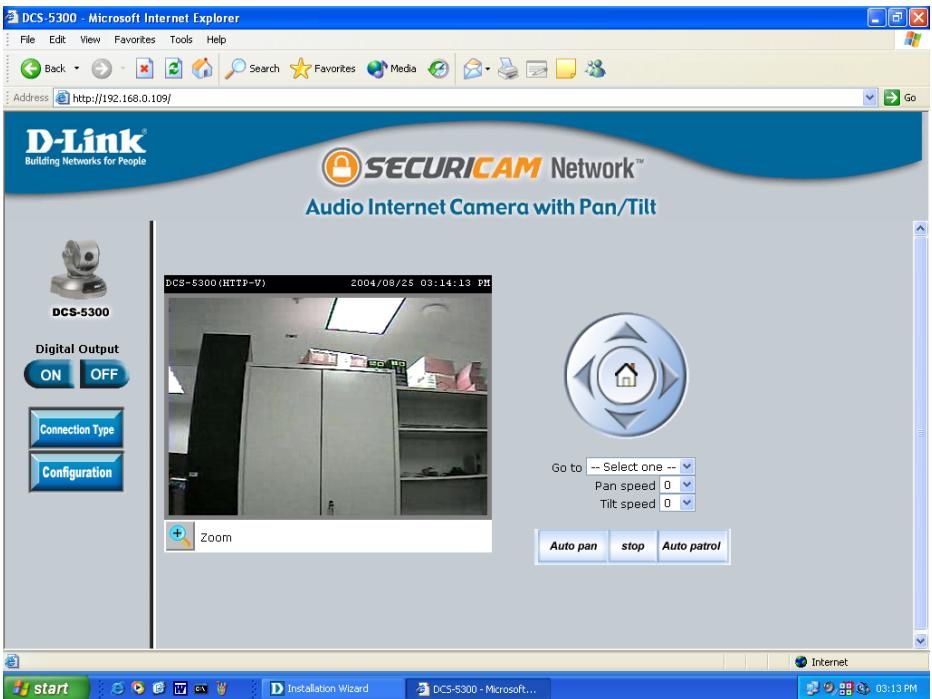 DCS-5300 - Microsoft Internet Explorer
File Edit View Favorites Tools Help
Back Search Favorites Media
Address http://192.168.0.109/ Go
D-Link®
Building Networks for People
SECURICAM Network™
Audio Internet Camera with Pan/Tilt
DCS-5300
Digital Output
ON OFF
Connection Type
Configuration
DCS-5300(HTTP-V) 2004/08/25 03:14:13 PM
Zoom
Go to -- Select one --
Pan speed 0
Tilt speed 0
Auto pan stop Auto patrol
Internet
start Installation Wizard DCS-5300 - Microsoft... 03:13 PM